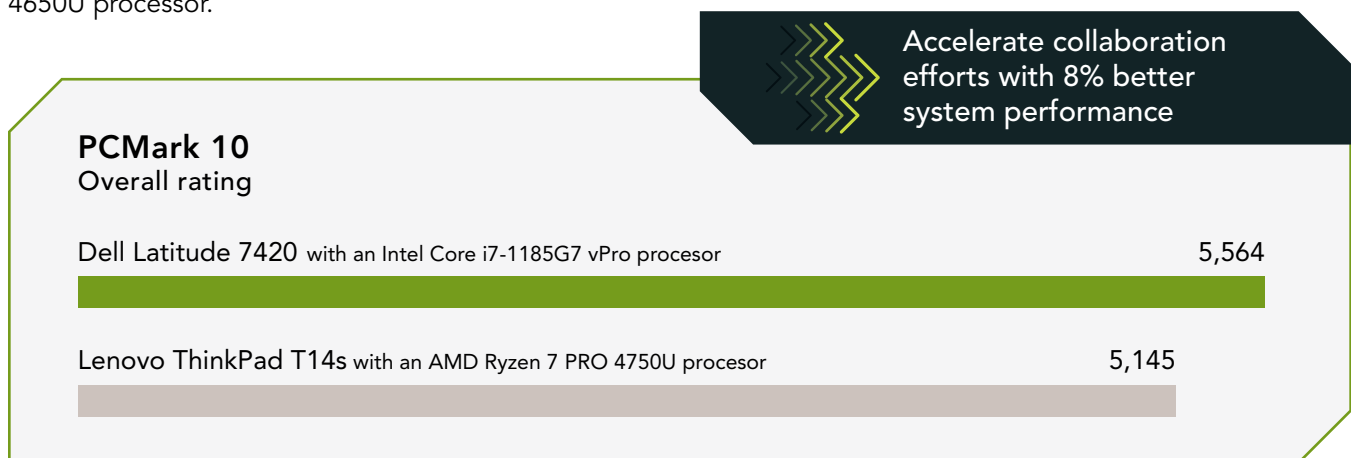 4650U processor.
Accelerate collaboration
efforts with 8% better
system performance
PCMark 10
Overall rating
Dell Latitude 7420 with an Intel Core i7-1185G7 vPro procesor 5,564
Lenovo ThinkPad T14s with an AMD Ryzen 7 PRO 4750U procesor 5,145